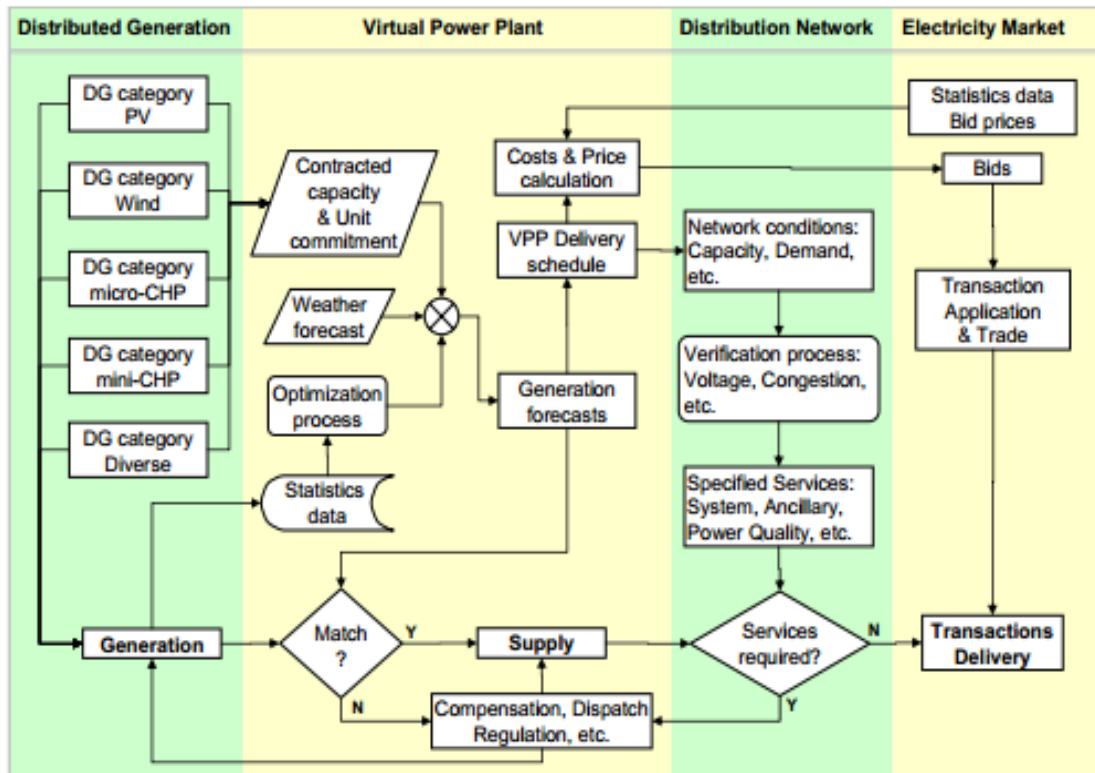 Distributed Generation
Virtual Power Plant
Distribution Network
Electricity Market
DG category
PV
DG category
Wind
DG category
micro-CHP
DG category
mini-CHP
DG category
Diverse
Generation
Contracted
capacity
& Unit
commitment
Weather
forecast
Optimization
process
Statistics
data
Match
?
Y
N
Costs & Price
calculation
VPP Delivery
schedule
Generation
forecasts
Supply
Compensation, Dispatch
Regulation, etc.
Network conditions:
Capacity, Demand,
etc.
Verification process:
Voltage, Congestion,
etc.
Specified Services:
System, Ancillary,
Power Quality, etc.
Services
required?
N
Y
Statistics data
Bid prices
Bids
Transaction
Application
& Trade
Transactions
Delivery